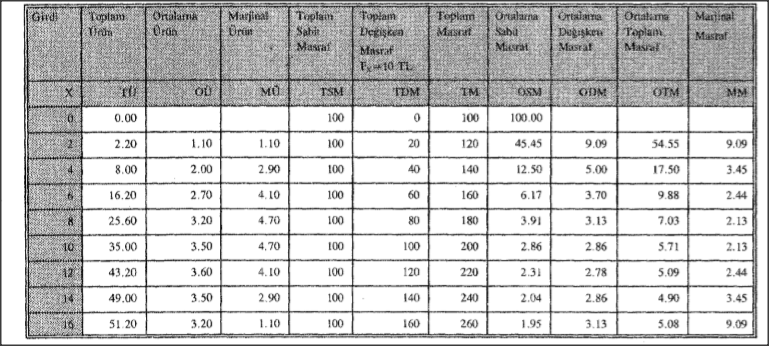 Girdi Toplam Ürün Ortalama Ürün Marjinal Ürün Toplam Sabit Masraf Toplam Değişken Masraf Fx=10 TL. Toplam Masraf Ortalama Sabit Masraf Ortalama Değişken Masraf Ortalama Toplam Masraf Marjinal Masraf
X TÜ OÜ MÜ TSM TDM TM OSM ODM OTM MM
0 0.00 100 0 100 100.00
2 2.20 1.10 1.10 100 20 120 45.45 9.09 54.55 9.09
4 8.00 2.00 2.90 100 40 140 12.50 5.00 17.50 3.45
6 16.20 2.70 4.10 100 60 160 6.17 3.70 9.88 2.44
8 25.60 3.20 4.70 100 80 180 3.91 3.13 7.03 2.13
10 35.00 3.50 4.70 100 100 200 2.86 2.86 5.71 2.13
12 43.20 3.60 4.10 100 120 220 2.31 2.78 5.09 2.44
14 49.00 3.50 2.90 100 140 240 2.04 2.86 4.90 3.45
16 51.20 3.20 1.10 100 160 260 1.95 3.13 5.08 9.09